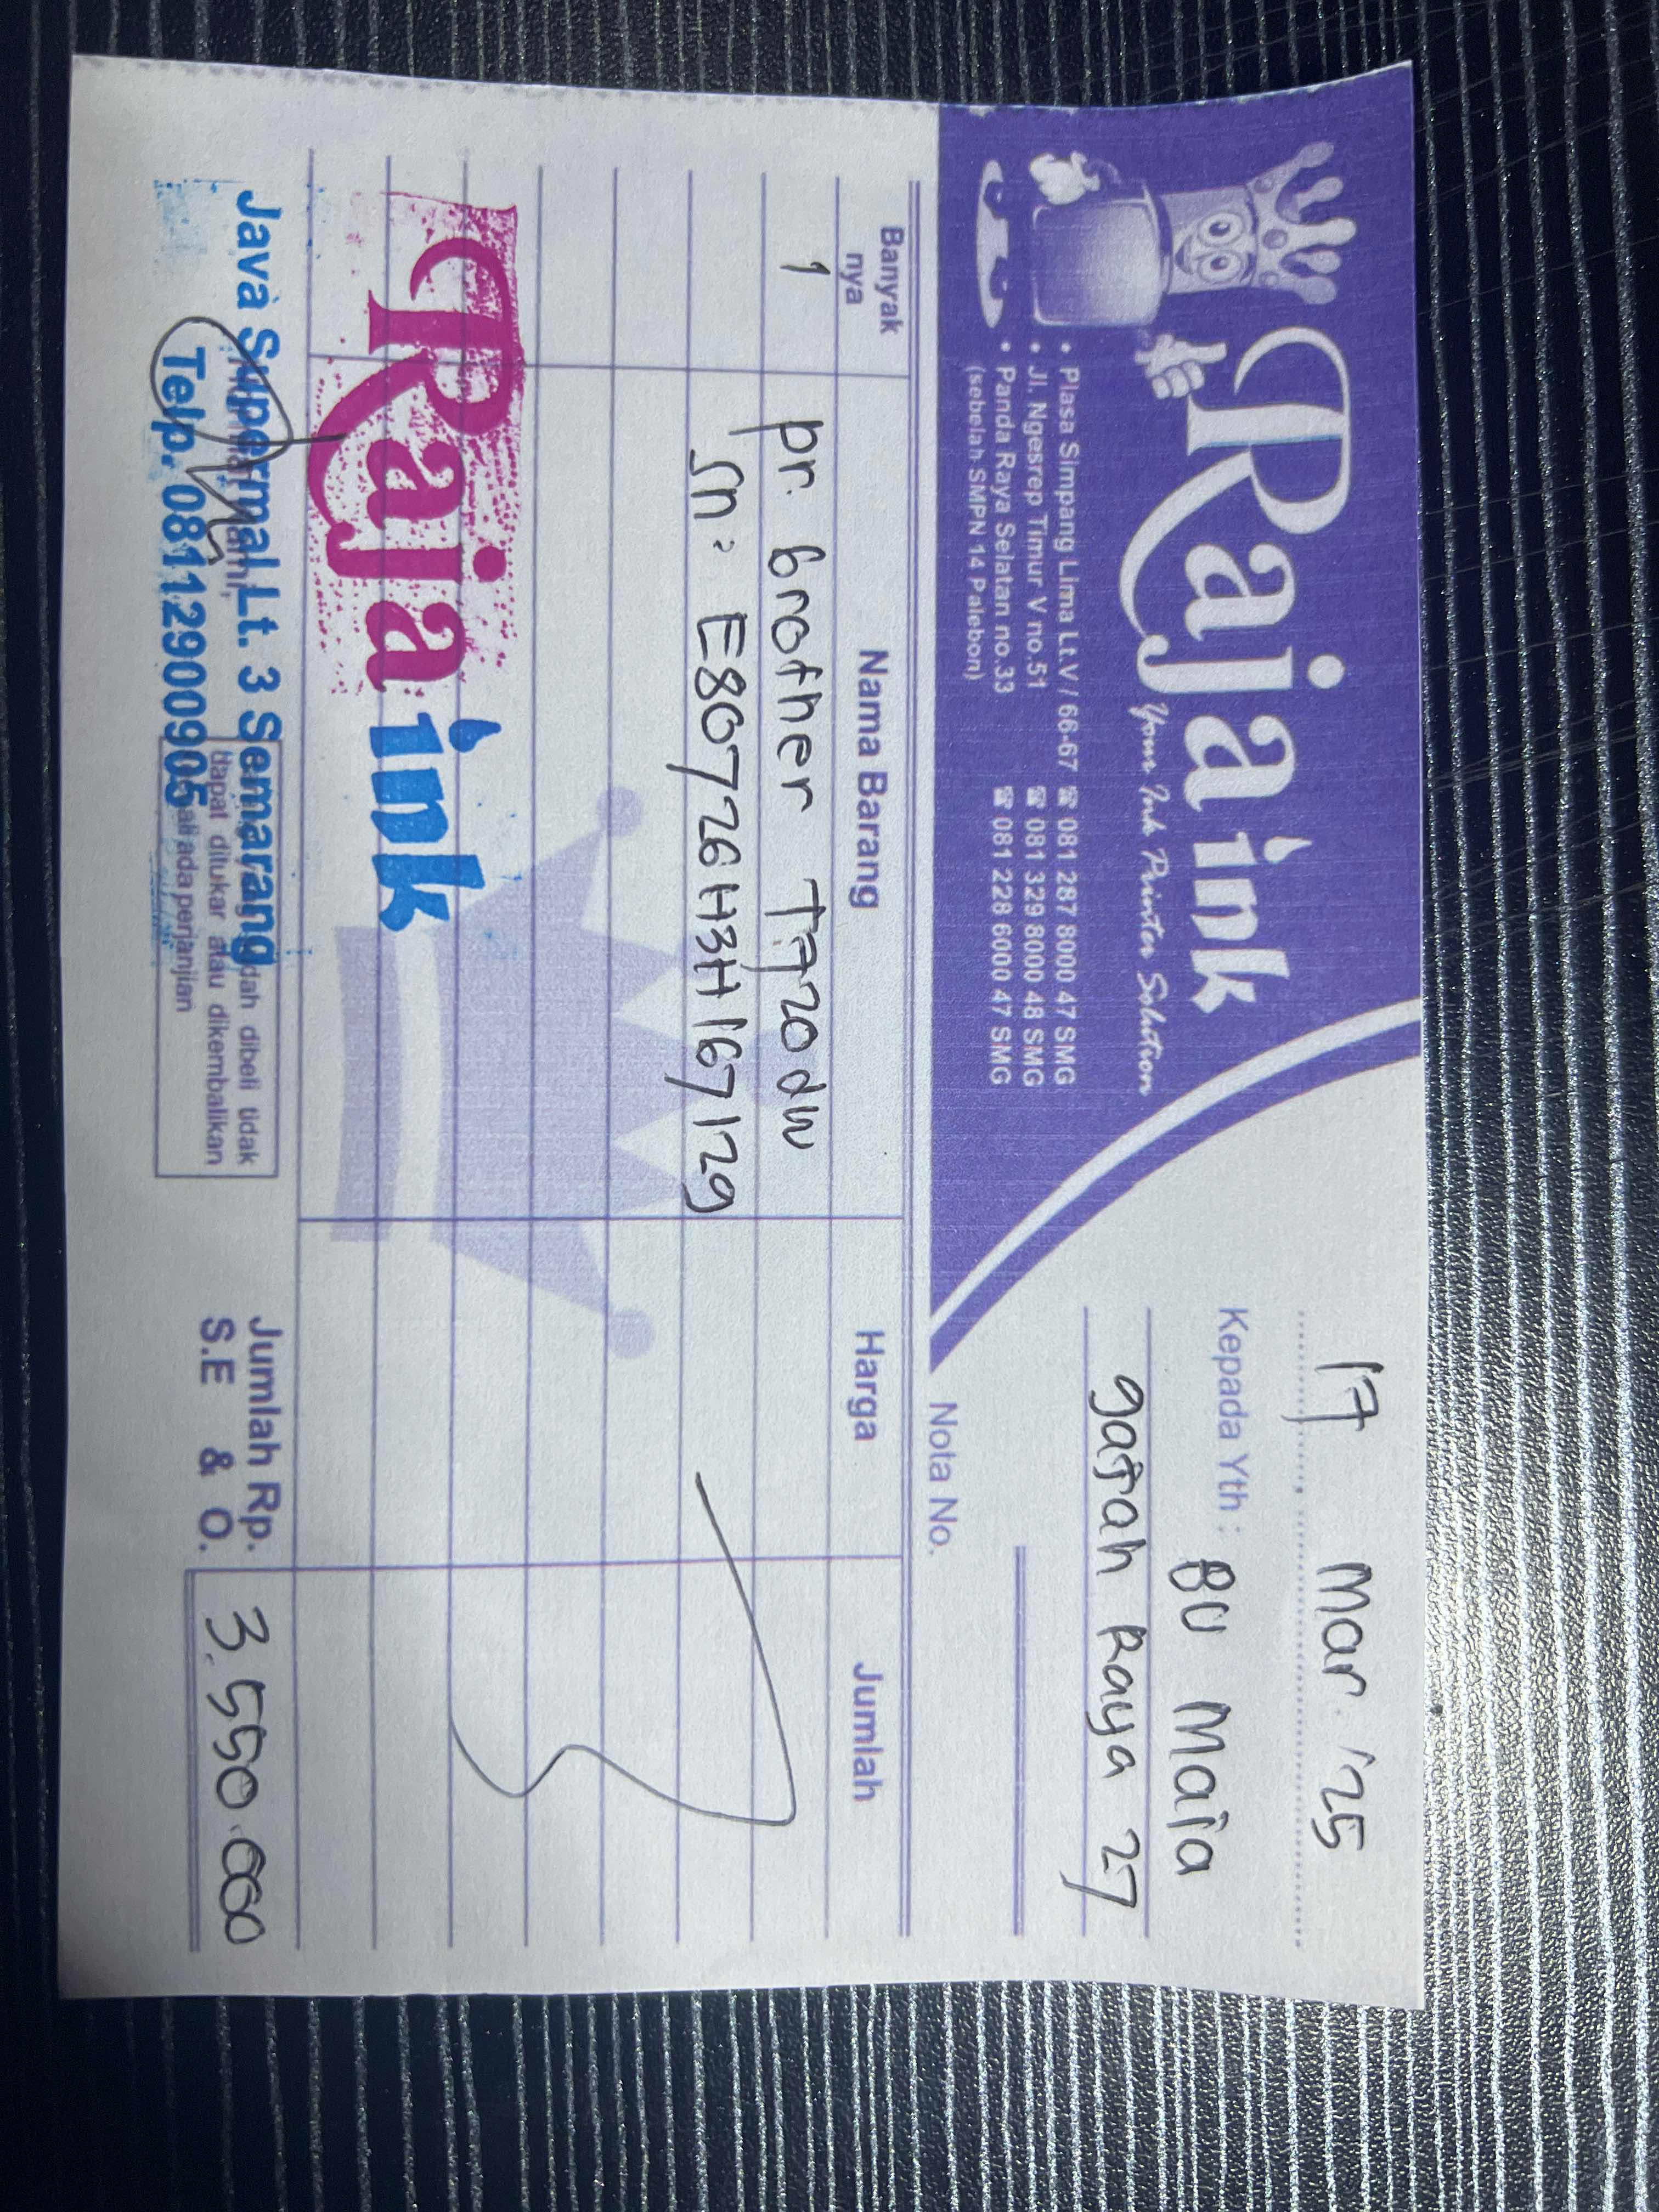 Raja ink
Your Ink Printer Solution
• Plasa Simpang Lima Lt.V / 66-67 ☎ 081 287 8000 47 SMG
• Jl. Ngesrep Timur V no.51 ☎ 081 329 8000 48 SMG
• Panda Raya Selatan no.33 ☎ 081 228 6000 47 SMG
(sebelah SMPN 14 Palebon)
17 Mar '25
Kepada Yth : Bu Maia
gajah Raya 27
Nota No.
Banyak nya Nama Barang Harga Jumlah
1 pr. brother T720dw
sn: E80726H3H167129
Raja ink
Java Supermal Lt. 3 Semarang
Telp. 08112900905
dah dibeli tidak
dapat ditukar atau dikembalikan
ali ada perjanjian
Jumlah Rp. 3.550.000
S.E & O.